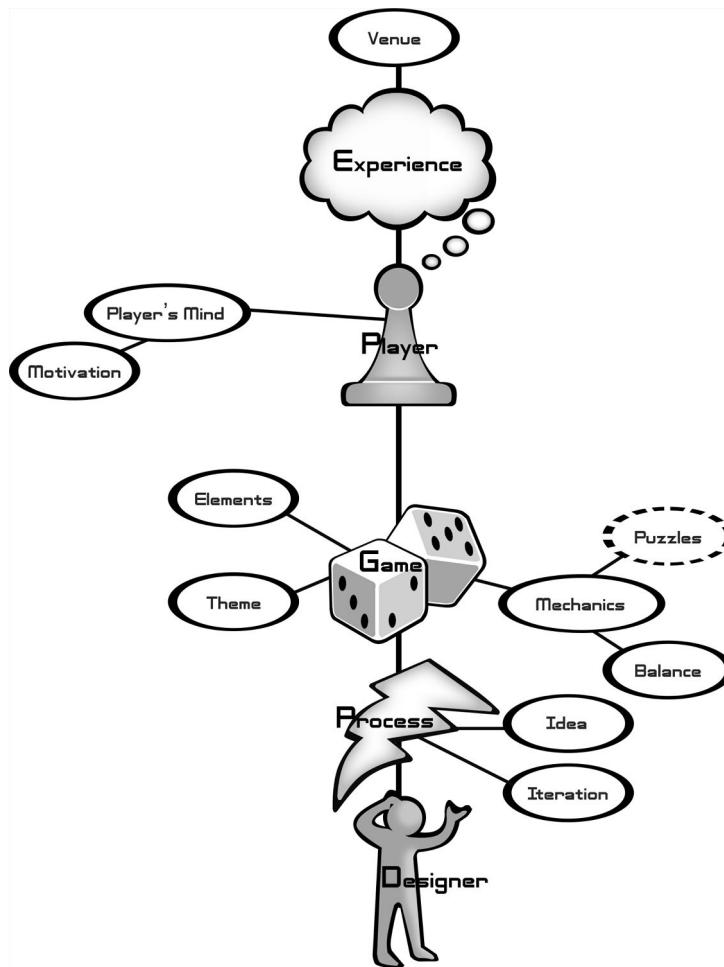 Venue
Experience
Player's Mind
Player
Motivation
Elements
Puzzles
Game
Theme
Mechanics
Balance
Process
Idea
Iteration
Designer